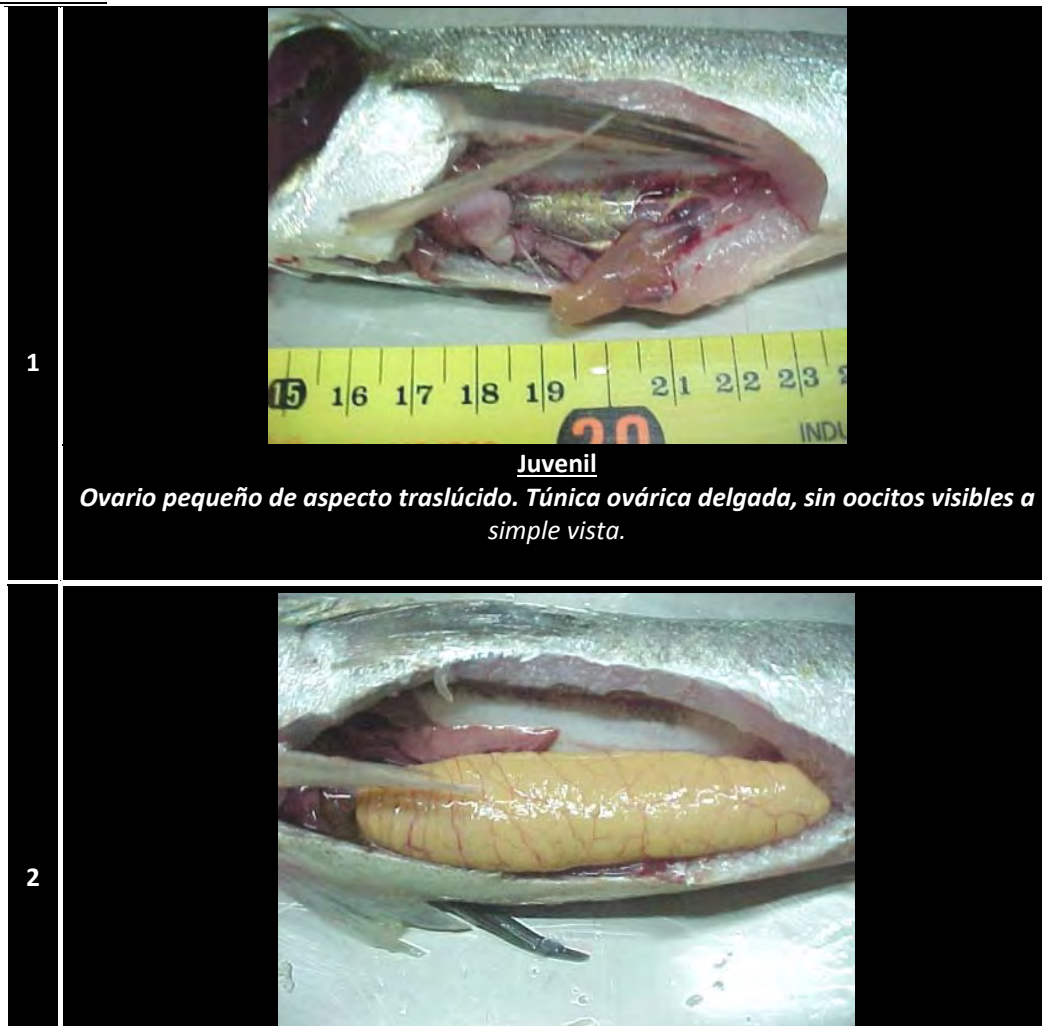 15 16 17 18 19 21 22 23
20
INDU
1
Juvenil
Ovario pequeño de aspecto traslúcido. Túnica ovárica delgada, sin oocitos visibles a
simple vista.
2